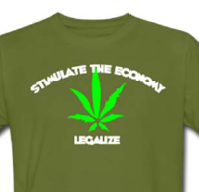 STIMULATE THE ECONOMY
LEGALIZE